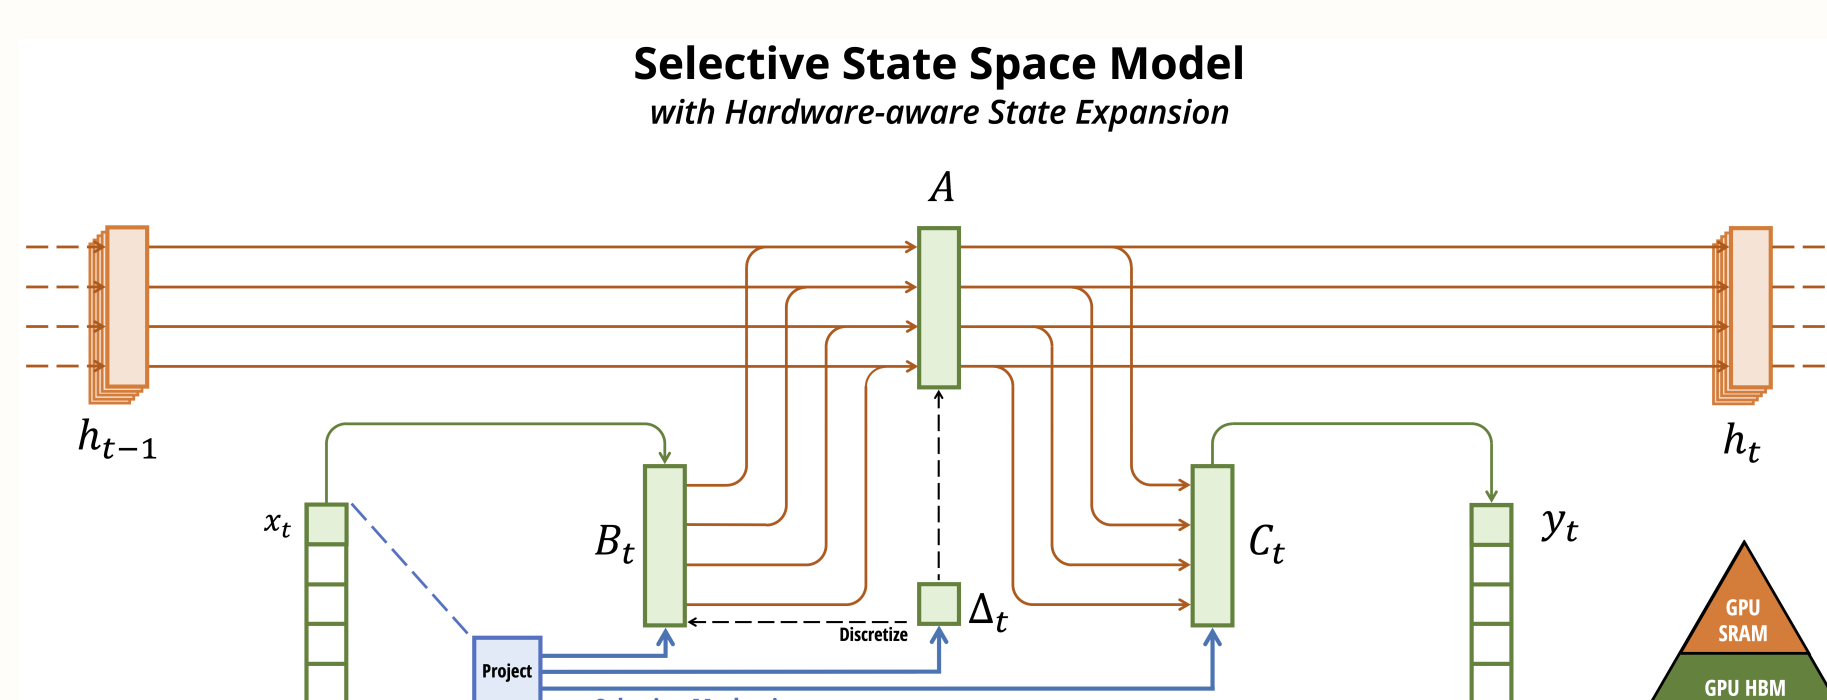 Selective State Space Model
with Hardware-aware State Expansion
A
h_{t-1}
h_t
x_t
B_t
C_t
y_t
Δ_t
GPU
SRAM
Discretize
Project
GPU HBM